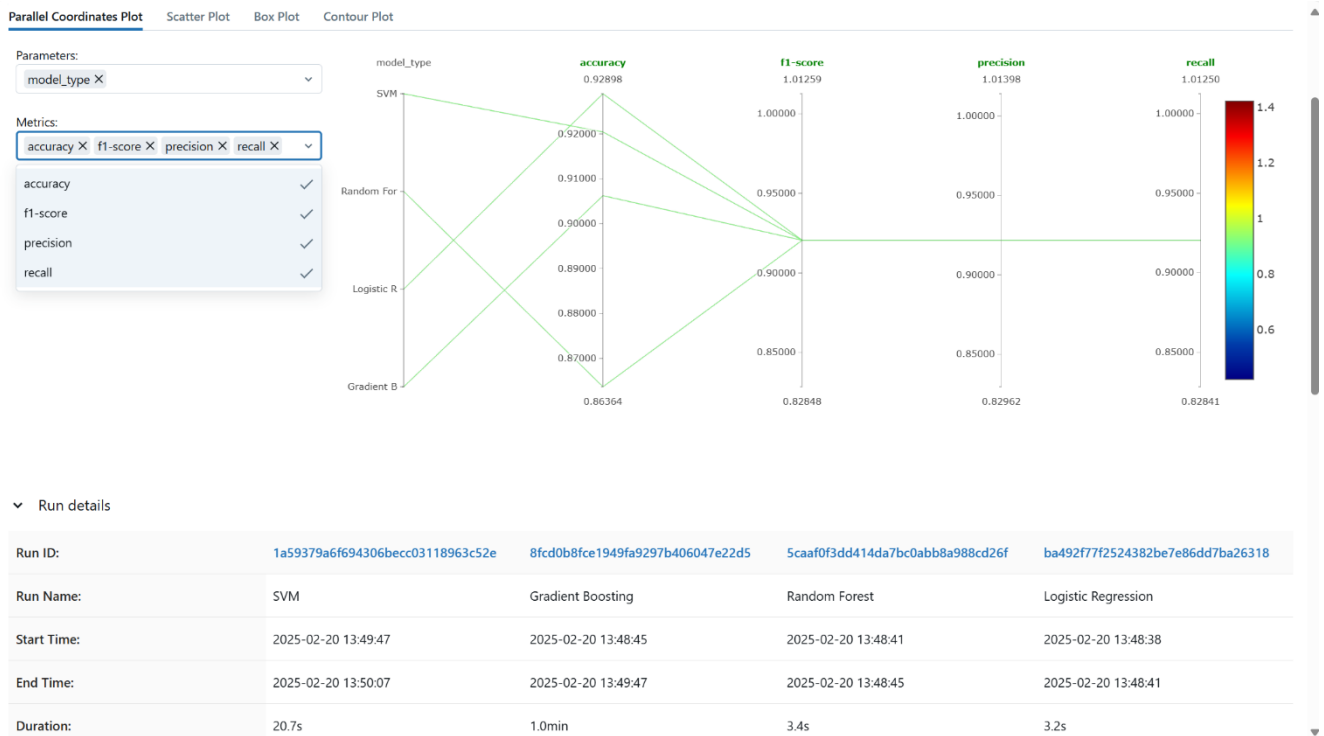 Parallel Coordinates Plot Scatter Plot Box Plot Contour Plot
Parameters:
model_type ×
Metrics:
accuracy × f1-score × precision × recall ×
accuracy
f1-score
precision
recall
model_type accuracy f1-score precision recall
0.92898 1.01259 1.01398 1.01250
SVM
Random For
Logistic R
Gradient B
0.92000
0.91000
0.90000
0.89000
0.88000
0.87000
0.86364
1.00000
0.95000
0.90000
0.85000
0.82848
1.00000
0.95000
0.90000
0.85000
0.82962
1.00000
0.95000
0.90000
0.85000
0.82841
1.4
1.2
1
0.8
0.6
Run details
Run ID: 1a59379a6f694306becc03118963c52e 8fcd0b8fce1949fa9297b406047e22d5 5caaf0f3dd414da7bc0abb8a988cd26f ba492f77f2524382be7e86dd7ba26318
Run Name: SVM Gradient Boosting Random Forest Logistic Regression
Start Time: 2025-02-20 13:49:47 2025-02-20 13:48:45 2025-02-20 13:48:41 2025-02-20 13:48:38
End Time: 2025-02-20 13:50:07 2025-02-20 13:49:47 2025-02-20 13:48:45 2025-02-20 13:48:41
Duration: 20.7s 1.0min 3.4s 3.2s